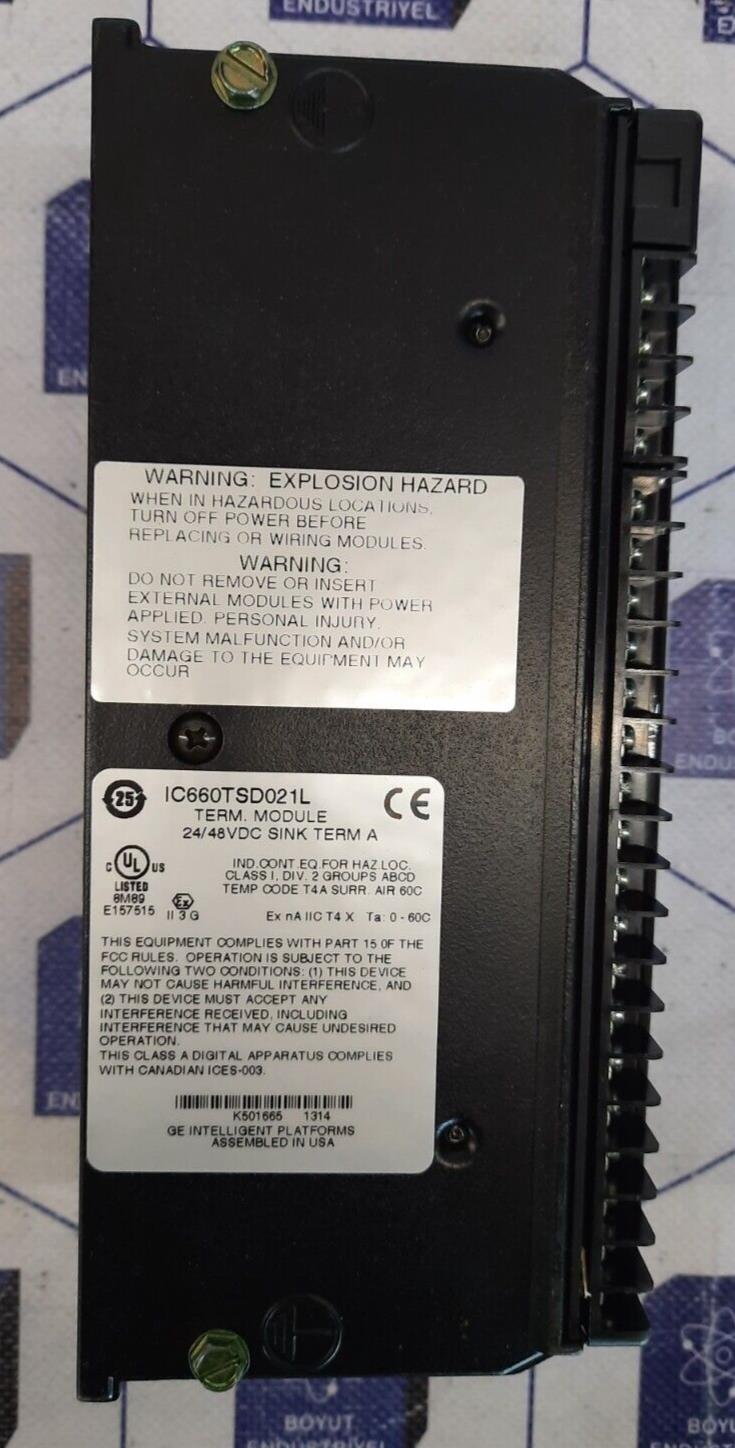 ENDUSTRIYEL
WARNING: EXPLOSION HAZARD
WHEN IN HAZARDOUS LOCATIONS,
TURN OFF POWER BEFORE
REPLACING OR WIRING MODULES.
WARNING:
DO NOT REMOVE OR INSERT
EXTERNAL MODULES WITH POWER
APPLIED. PERSONAL INJURY,
SYSTEM MALFUNCTION AND/OR
DAMAGE TO THE EQUIPMENT MAY
OCCUR
25
IC660TSD021L
CE
TERM. MODULE
24/48VDC SINK TERM A
C UL US
LISTED
8M89
E157515
Ex
II 3 G
IND.CONT.EQ.FOR HAZ.LOC.
CLASS I, DIV. 2 GROUPS ABCD
TEMP CODE T4A SURR. AIR 60C
Ex nA IIC T4 X Ta: 0 - 60C
THIS EQUIPMENT COMPLIES WITH PART 15 OF THE
FCC RULES. OPERATION IS SUBJECT TO THE
FOLLOWING TWO CONDITIONS: (1) THIS DEVICE
MAY NOT CAUSE HARMFUL INTERFERENCE, AND
(2) THIS DEVICE MUST ACCEPT ANY
INTERFERENCE RECEIVED, INCLUDING
INTERFERENCE THAT MAY CAUSE UNDESIRED
OPERATION.
THIS CLASS A DIGITAL APPARATUS COMPLIES
WITH CANADIAN ICES-003.
K501665 1314
GE INTELLIGENT PLATFORMS
ASSEMBLED IN USA
BOYUT
ENDUSTRIYEL